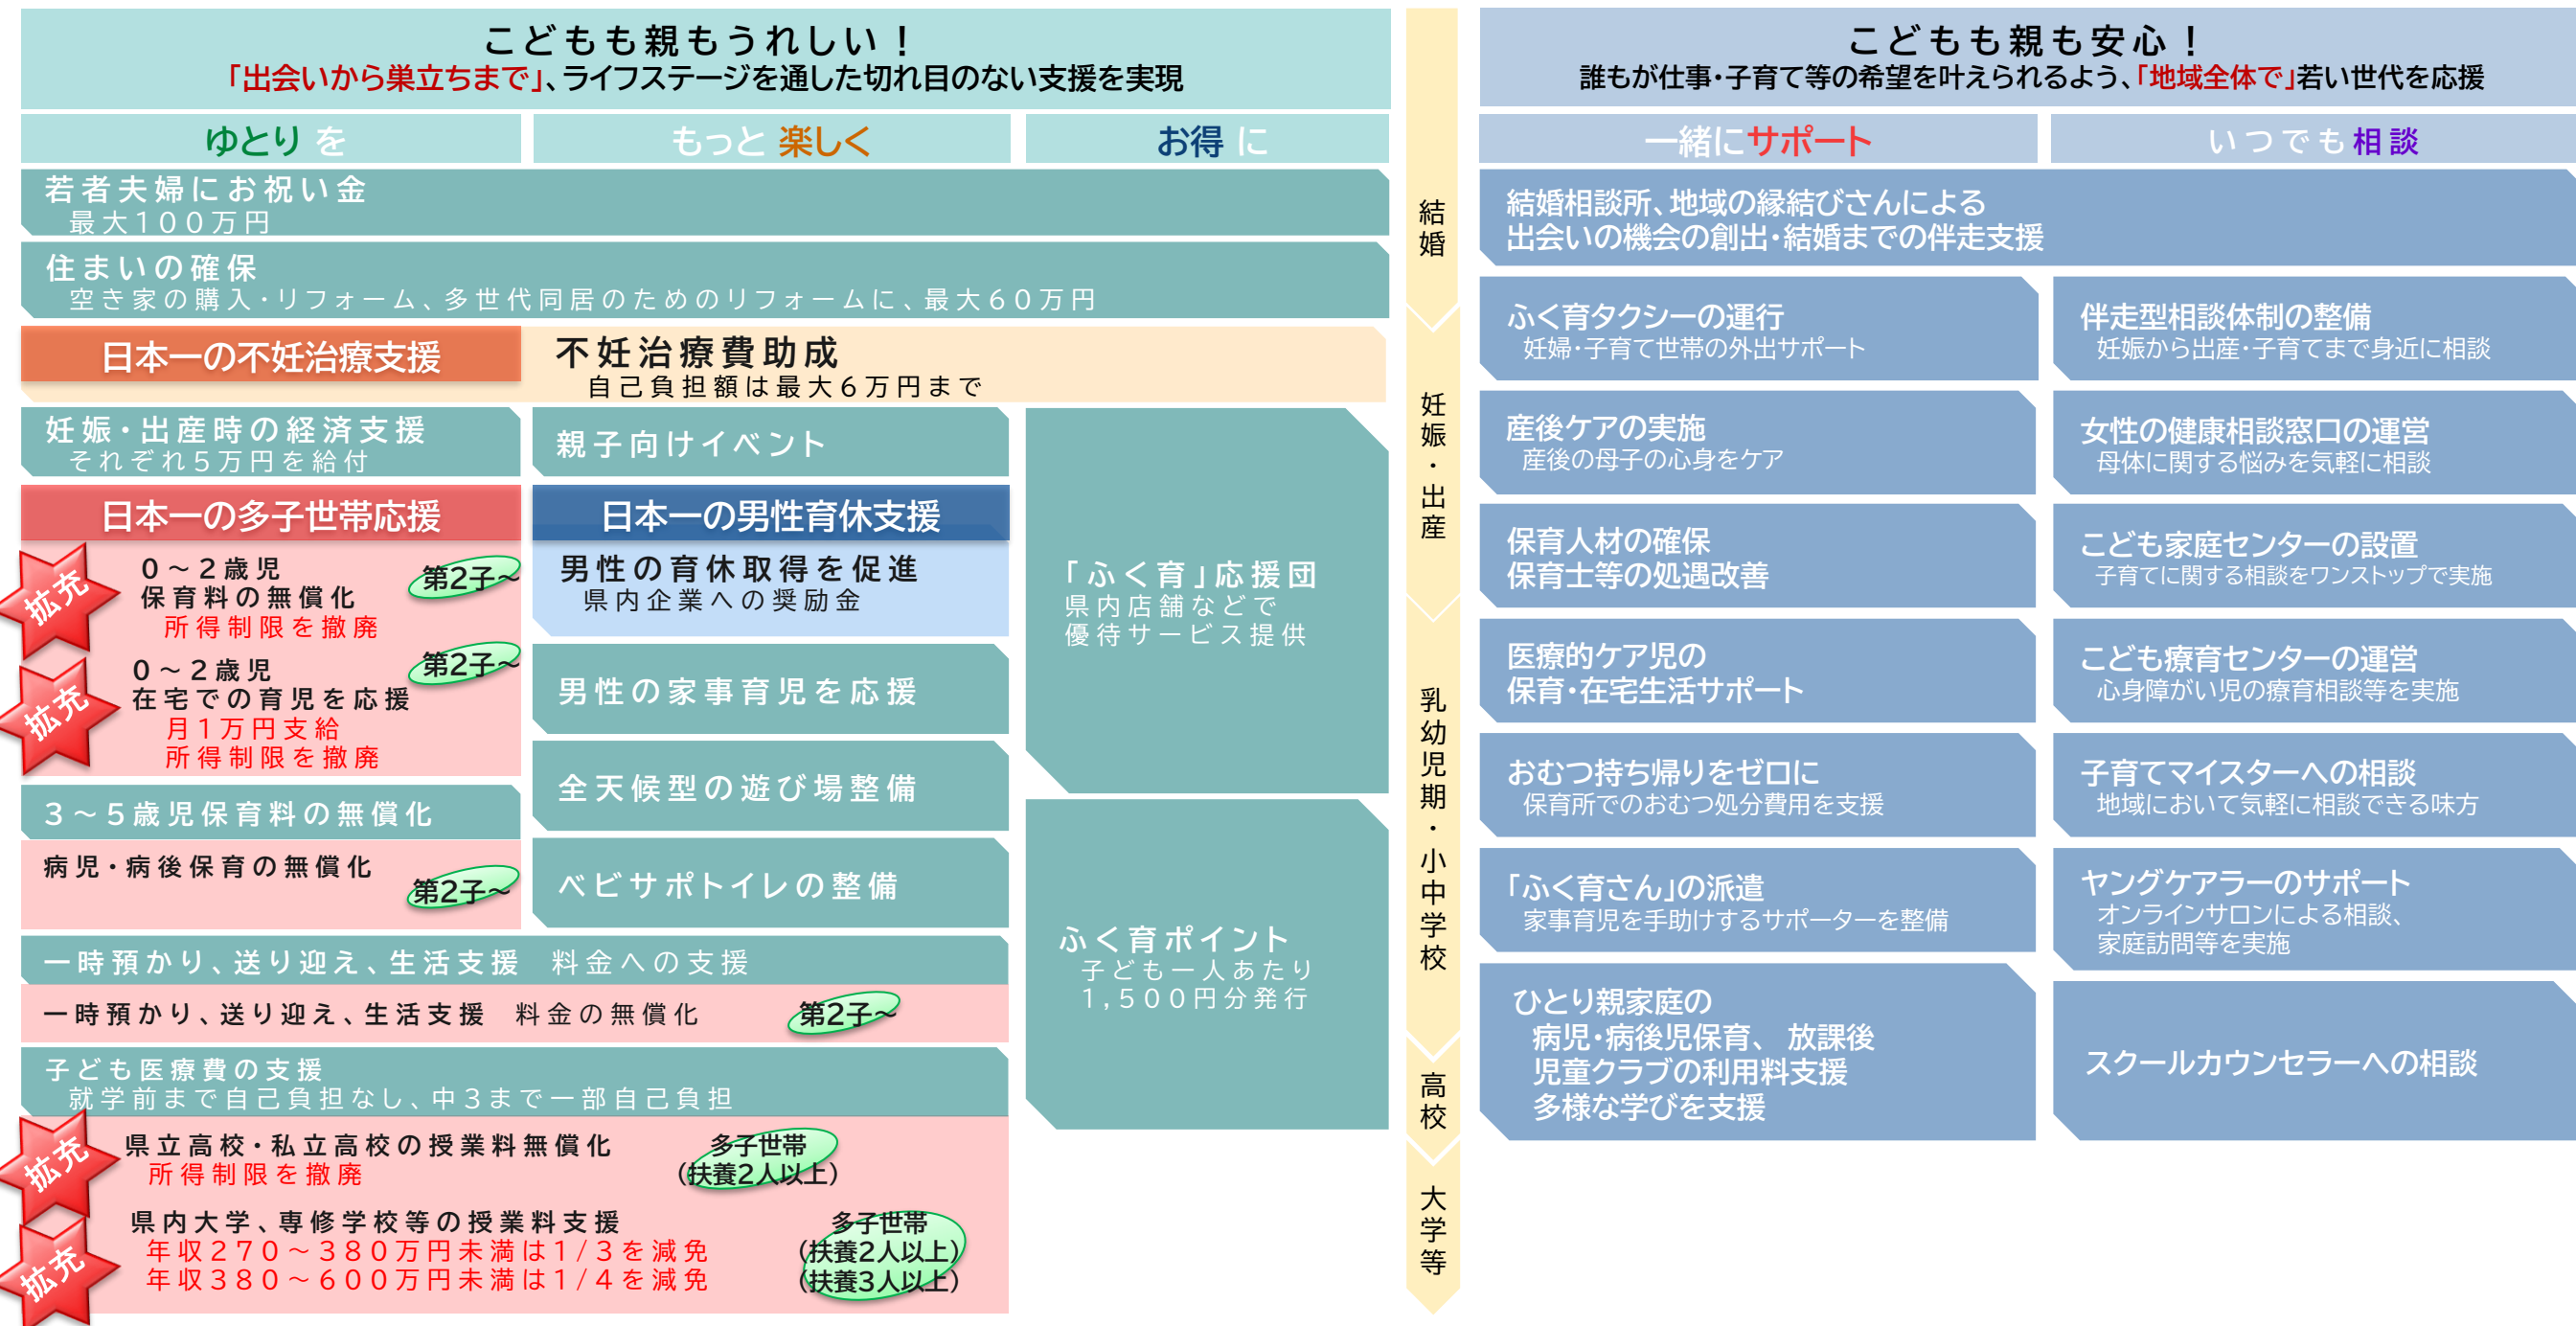 こどもも親もうれしい！
「出会いから巣立ちまで」、ライフステージを通した切れ目のない支援を実現
ゆとり を
もっと 楽しく
お得 に
若者夫婦にお祝い金
最大１００万円
住まいの確保
空き家の購入・リフォーム、多世代同居のためのリフォームに、最大６０万円
日本一の不妊治療支援
不妊治療費助成
自己負担額は最大６万円まで
妊娠・出産時の経済支援
それぞれ５万円を給付
親子向けイベント
日本一の多子世帯応援
拡充
０～２歳児
保育料の無償化
所得制限を撤廃
第2子～
拡充
０～２歳児
在宅での育児を応援
月１万円支給
所得制限を撤廃
第2子～
３～５歳児保育料の無償化
病児・病後保育の無償化
第2子～
日本一の男性育休支援
男性の育休取得を促進
県内企業への奨励金
男性の家事育児を応援
全天候型の遊び場整備
ベビサポトイレの整備
「ふく育」応援団
県内店舗などで
優待サービス提供
ふく育ポイント
子ども一人あたり
１,５００円分発行
一時預かり、送り迎え、生活支援　料金への支援
一時預かり、送り迎え、生活支援　料金の無償化
第2子～
子ども医療費の支援
就学前まで自己負担なし、中３まで一部自己負担
拡充
県立高校・私立高校の授業料無償化
所得制限を撤廃
多子世帯
（扶養2人以上）
拡充
県内大学、専修学校等の授業料支援
年収２７０～３８０万円未満は１/３を減免
年収３８０～６００万円未満は１/４を減免
多子世帯
（扶養2人以上）
（扶養3人以上）
結婚
妊娠・出産
乳幼児期・小中学校
高校
大学等
こどもも親も安心！
誰もが仕事・子育て等の希望を叶えられるよう、「地域全体で」若い世代を応援
一緒にサポート
いつでも相談
結婚相談所、地域の縁結びさんによる
出会いの機会の創出・結婚までの伴走支援
ふく育タクシーの運行
妊婦・子育て世帯の外出サポート
産後ケアの実施
産後の母子の心身をケア
保育人材の確保
保育士等の処遇改善
医療的ケア児の
保育・在宅生活サポート
おむつ持ち帰りをゼロに
保育所でのおむつ処分費用を支援
「ふく育さん」の派遣
家事育児を手助けするサポーターを整備
ひとり親家庭の
病児・病後児保育、 放課後
児童クラブの利用料支援
多様な学びを支援
伴走型相談体制の整備
妊娠から出産・子育てまで身近に相談
女性の健康相談窓口の運営
母体に関する悩みを気軽に相談
こども家庭センターの設置
子育てに関する相談をワンストップで実施
こども療育センターの運営
心身障がい児の療育相談等を実施
子育てマイスターへの相談
地域において気軽に相談できる味方
ヤングケアラーのサポート
オンラインサロンによる相談、
家庭訪問等を実施
スクールカウンセラーへの相談